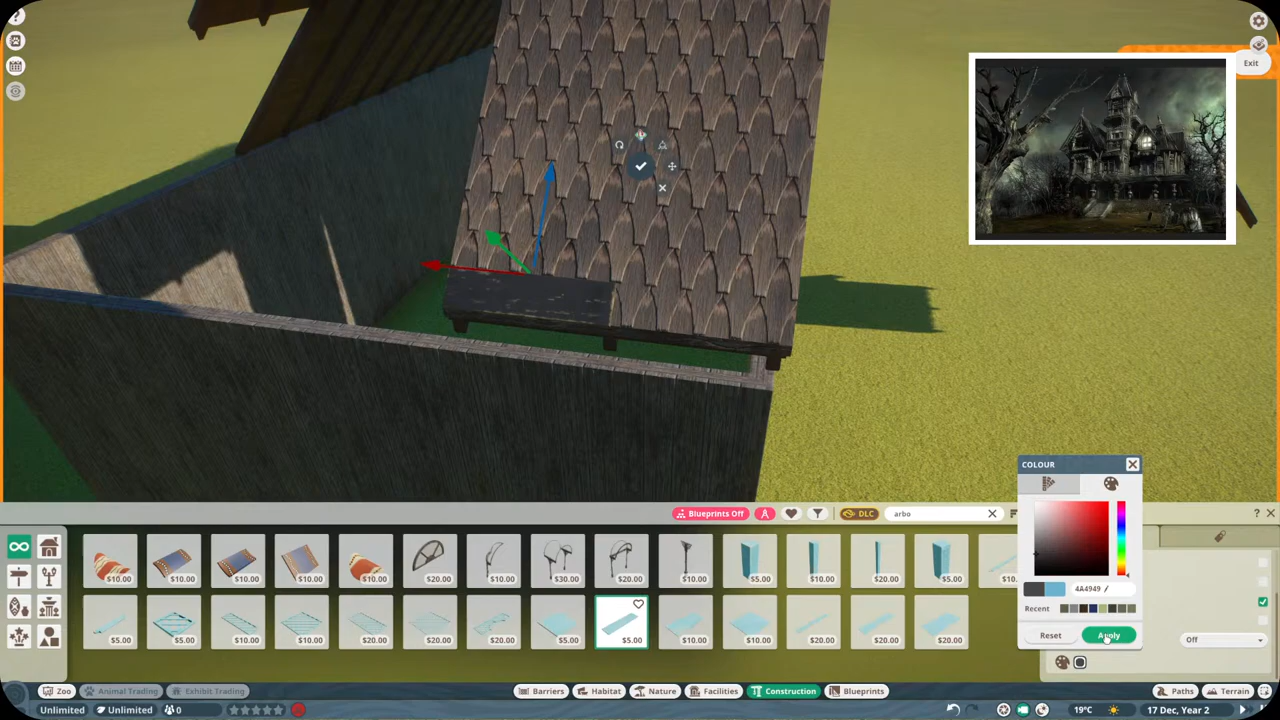 Exit
COLOUR
4A4949 /
Recent
Reset
Apply
Blueprints Off
DLC
arbo
?
$10.00 $10.00 $10.00 $10.00 $10.00 $20.00 $10.00 $30.00 $20.00 $10.00 $5.00 $10.00 $20.00 $5.00 $10.
$5.00 $10.00 $10.00 $10.00 $20.00 $20.00 $5.00 $5.00 $10.00 $10.00 $20.00 $20.00 $20.00
Off
Zoo
Animal Trading
Exhibit Trading
Barriers
Habitat
Nature
Facilities
Construction
Blueprints
Paths
Terrain
Unlimited
Unlimited
0
19°C
17 Dec, Year 2